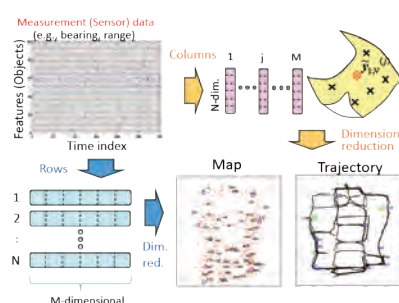 Measurement (Sensor) data
(e.g., bearing, range)
Features (Objects)
Time index
Columns
1 j M
N-dim.
Dimension
reduction
Rows
1
2
:
N
M-dimensional
Dim.
red.
Map
Trajectory